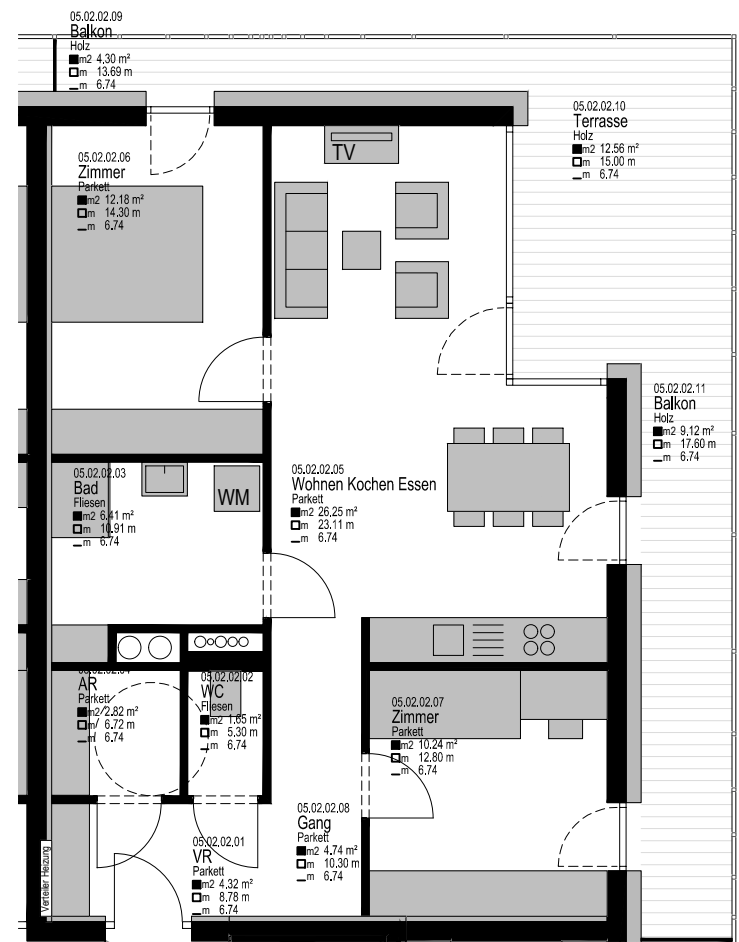 05.02.02.09
Balkon
Holz
m2 4,30 m²
m 13.69 m
m 6.74
05.02.02.10
Terrasse
Holz
m2 12.56 m²
m 15.00 m
m 6.74
TV
05.02.02.06
Zimmer
Parkett
m2 12.18 m²
m 14.30 m
m 6.74
05.02.02.11
Balkon
Holz
m2 9,12 m²
m 17.60 m
m 6.74
05.02.02.03
Bad
Fliesen
m2 6.41 m²
m 10.91 m
m 6.74
WM
05.02.02.05
Wohnen Kochen Essen
Parkett
m2 26,25 m²
m 23.11 m
m 6.74
05.02.02.04
AR
Parkett
m2 2.82 m²
m 6.72 m
m 6.74
05.02.02.02
WC
Fliesen
m2 1.65 m²
m 5.30 m
m 6,74
05.02.02.07
Zimmer
Parkett
m2 10.24 m²
m 12.80 m
m 6.74
05.02.02.08
Gang
Parkett
m2 4.74 m²
m 10.30 m
m 6.74
05.02.02.01
VR
Parkett
m2 4,32 m²
m 8,78 m
m 6.74
Verteiler Heizung